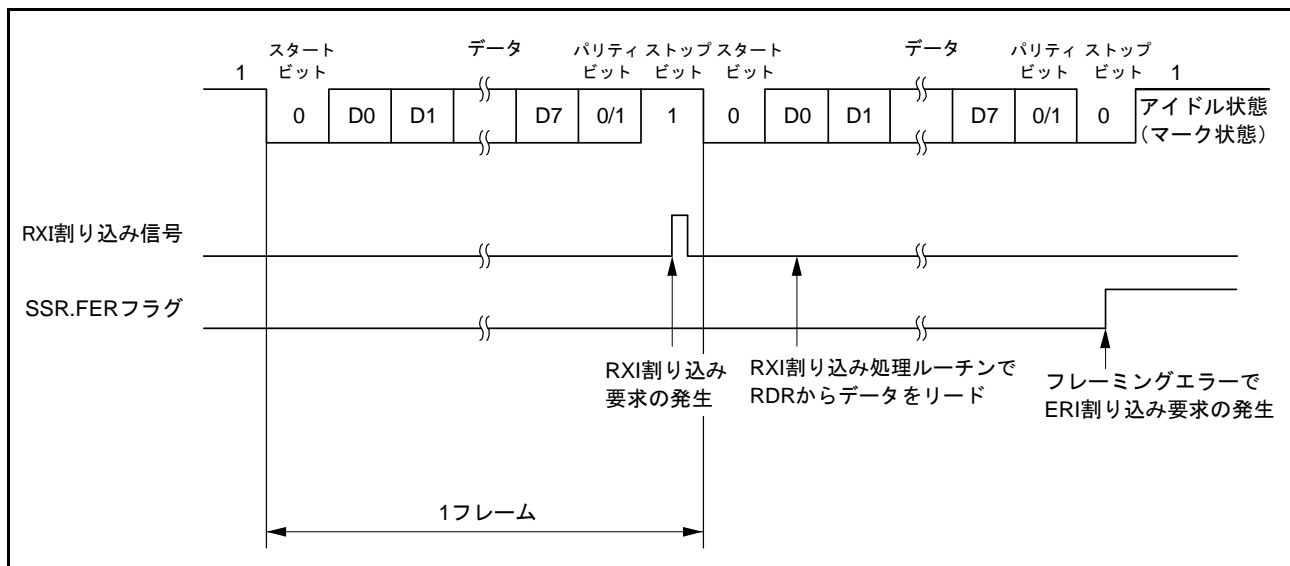 スタート
ビット
データ
パリティ
ビット
ストップ
ビット
スタート
ビット
データ
パリティ
ビット
ストップ
ビット
1
1
0
D0
D1
D7
0/1
1
0
D0
D1
D7
0/1
0
アイドル状態
(マーク状態)
RXI割り込み信号
SSR.FERフラグ
RXI割り込み
要求の発生
RXI割り込み処理ルーチンで
RDRからデータをリード
フレーミングエラーで
ERI割り込み要求の発生
1フレーム